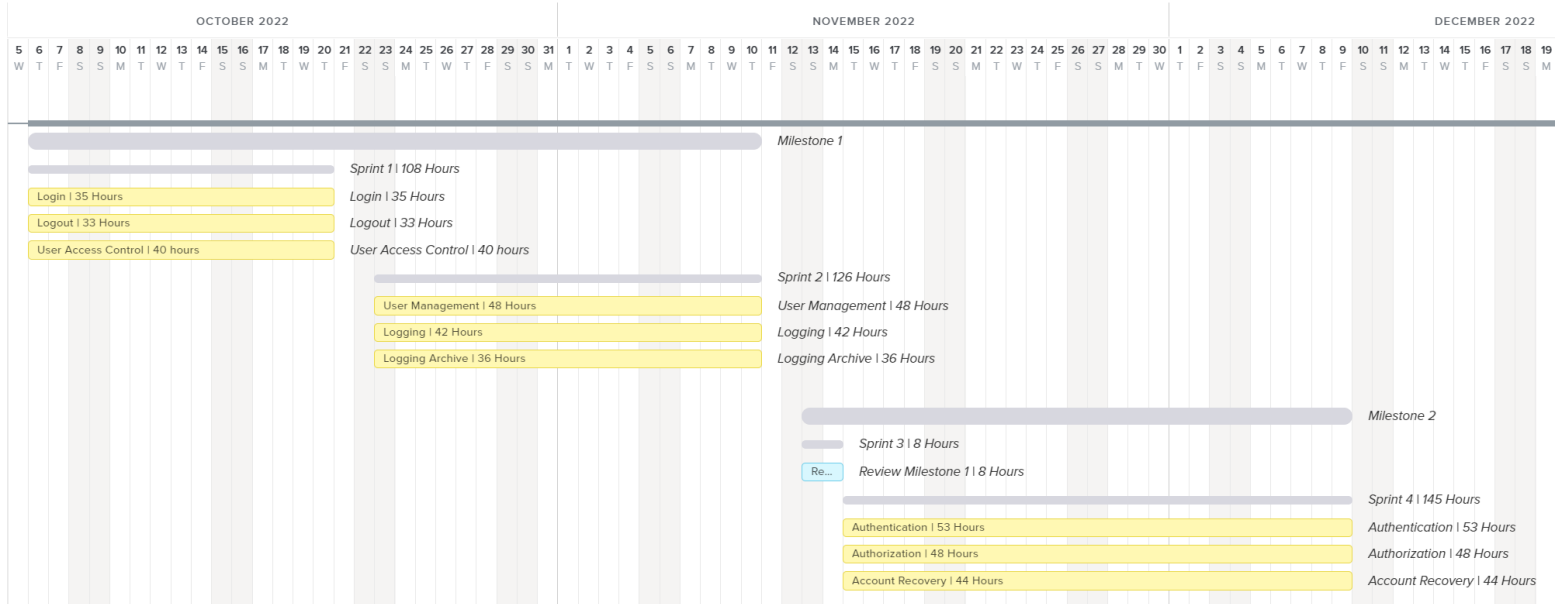 OCTOBER 2022 NOVEMBER 2022 DECEMBER 2022
5 6 7 8 9 10 11 12 13 14 15 16 17 18 19 20 21 22 23 24 25 26 27 28 29 30 31 1 2 3 4 5 6 7 8 9 10 11 12 13 14 15 16 17 18 19 20 21 22 23 24 25 26 27 28 29 30 1 2 3 4 5 6 7 8 9 10 11 12 13 14 15 16 17 18 19
W T F S S M T W T F S S M T W T F S S M T W T F S S M T W T F S S M T W T F S S M T W T F S S M T W T F S S M T W T F S S M T W T F S S M T W T F S S M
Milestone 1
Sprint 1 | 108 Hours
Login | 35 Hours Login | 35 Hours
Logout | 33 Hours Logout | 33 Hours
User Access Control | 40 hours User Access Control | 40 hours
Sprint 2 | 126 Hours
User Management | 48 Hours User Management | 48 Hours
Logging | 42 Hours Logging | 42 Hours
Logging Archive | 36 Hours Logging Archive | 36 Hours
Milestone 2
Sprint 3 | 8 Hours
Re... Review Milestone 1 | 8 Hours
Sprint 4 | 145 Hours
Authentication | 53 Hours Authentication | 53 Hours
Authorization | 48 Hours Authorization | 48 Hours
Account Recovery | 44 Hours Account Recovery | 44 Hours